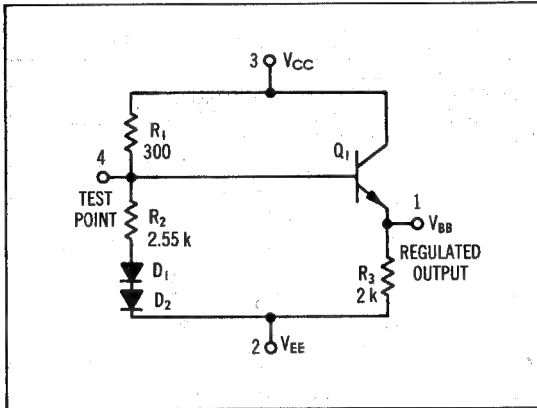 3 VCC
R1
300
Q1
4
TEST
POINT
R2
2.55 k
1
VBB
REGULATED
OUTPUT
D1
D2
R3
2 k
2 VEE